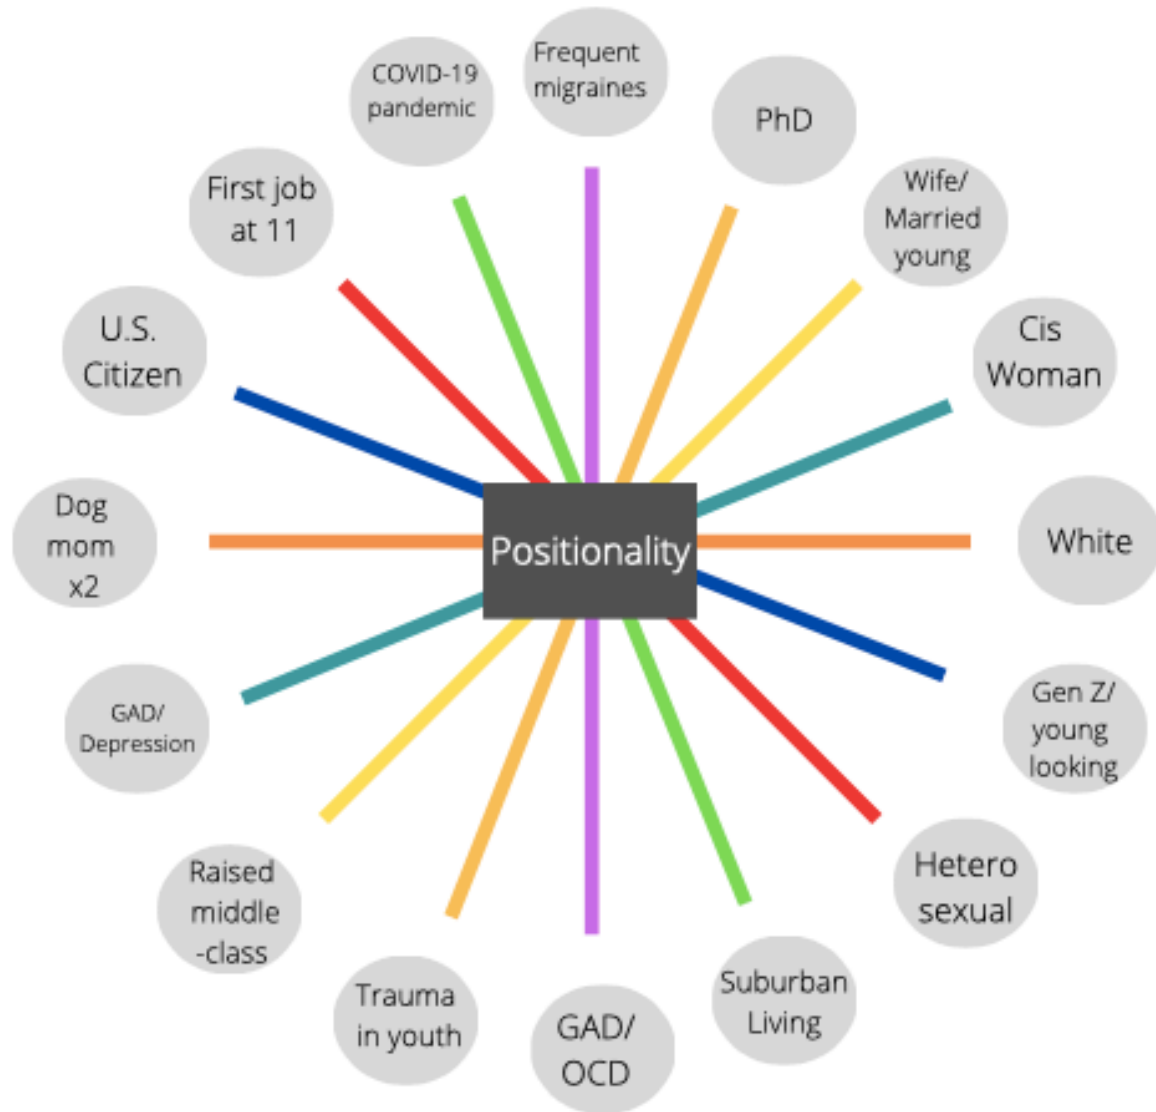 Frequent
migraines
PhD
Wife/
Married
young
Cis
Woman
White
Gen Z/
young
looking
Hetero
sexual
Suburban
Living
GAD/
OCD
Trauma
in youth
Raised
middle
-class
GAD/
Depression
Dog
mom
x2
U.S.
Citizen
First job
at 11
COVID-19
pandemic
Positionality